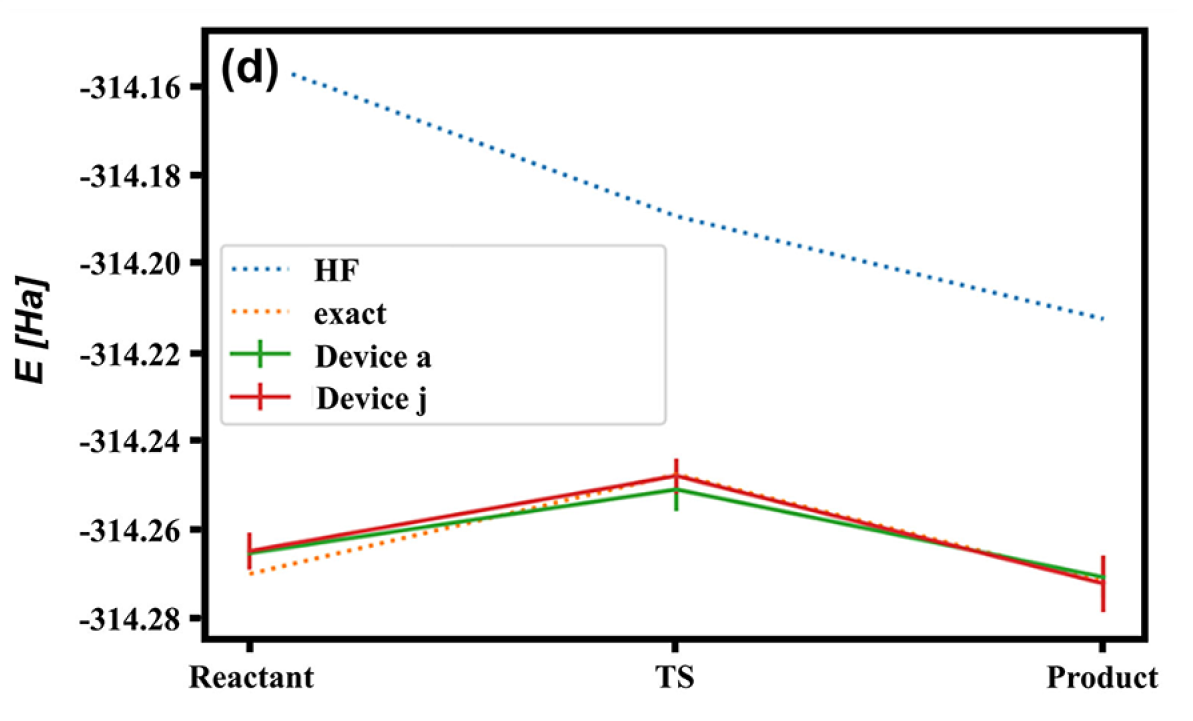 (d)
-314.16
-314.18
-314.20
-314.22
-314.24
-314.26
-314.28
E [Ha]
HF
exact
Device a
Device j
Reactant
TS
Product